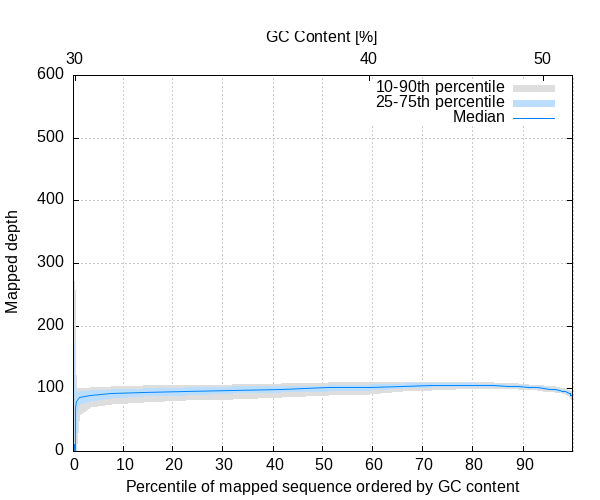 GC Content [%]
30 40 50
600
500
400
300
200
100
0
10-90th percentile
25-75th percentile
Median
Mapped depth
0 10 20 30 40 50 60 70 80 90
Percentile of mapped sequence ordered by GC content